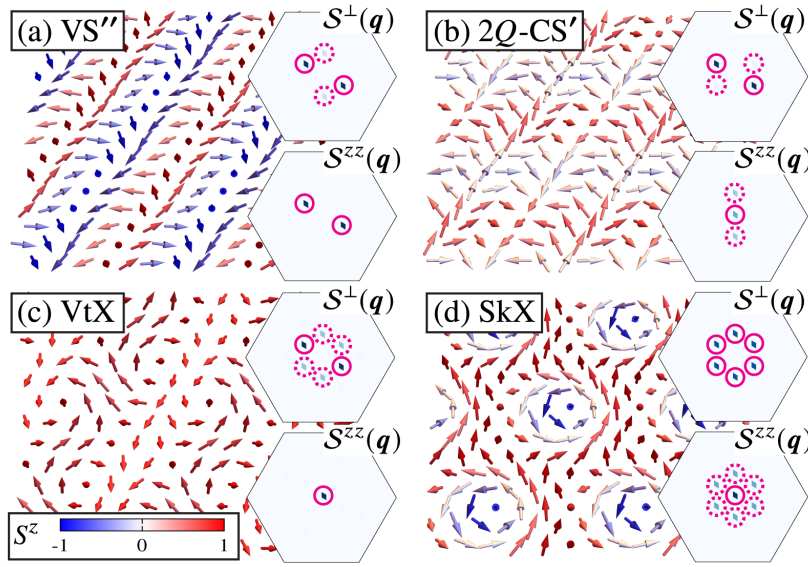 (a) VS″
𝒮⊥(q)
𝒮zz(q)
(b) 2Q-CS′
𝒮⊥(q)
𝒮zz(q)
(c) VtX
𝒮⊥(q)
𝒮zz(q)
Sz
-1 0 1
(d) SkX
𝒮⊥(q)
𝒮zz(q)